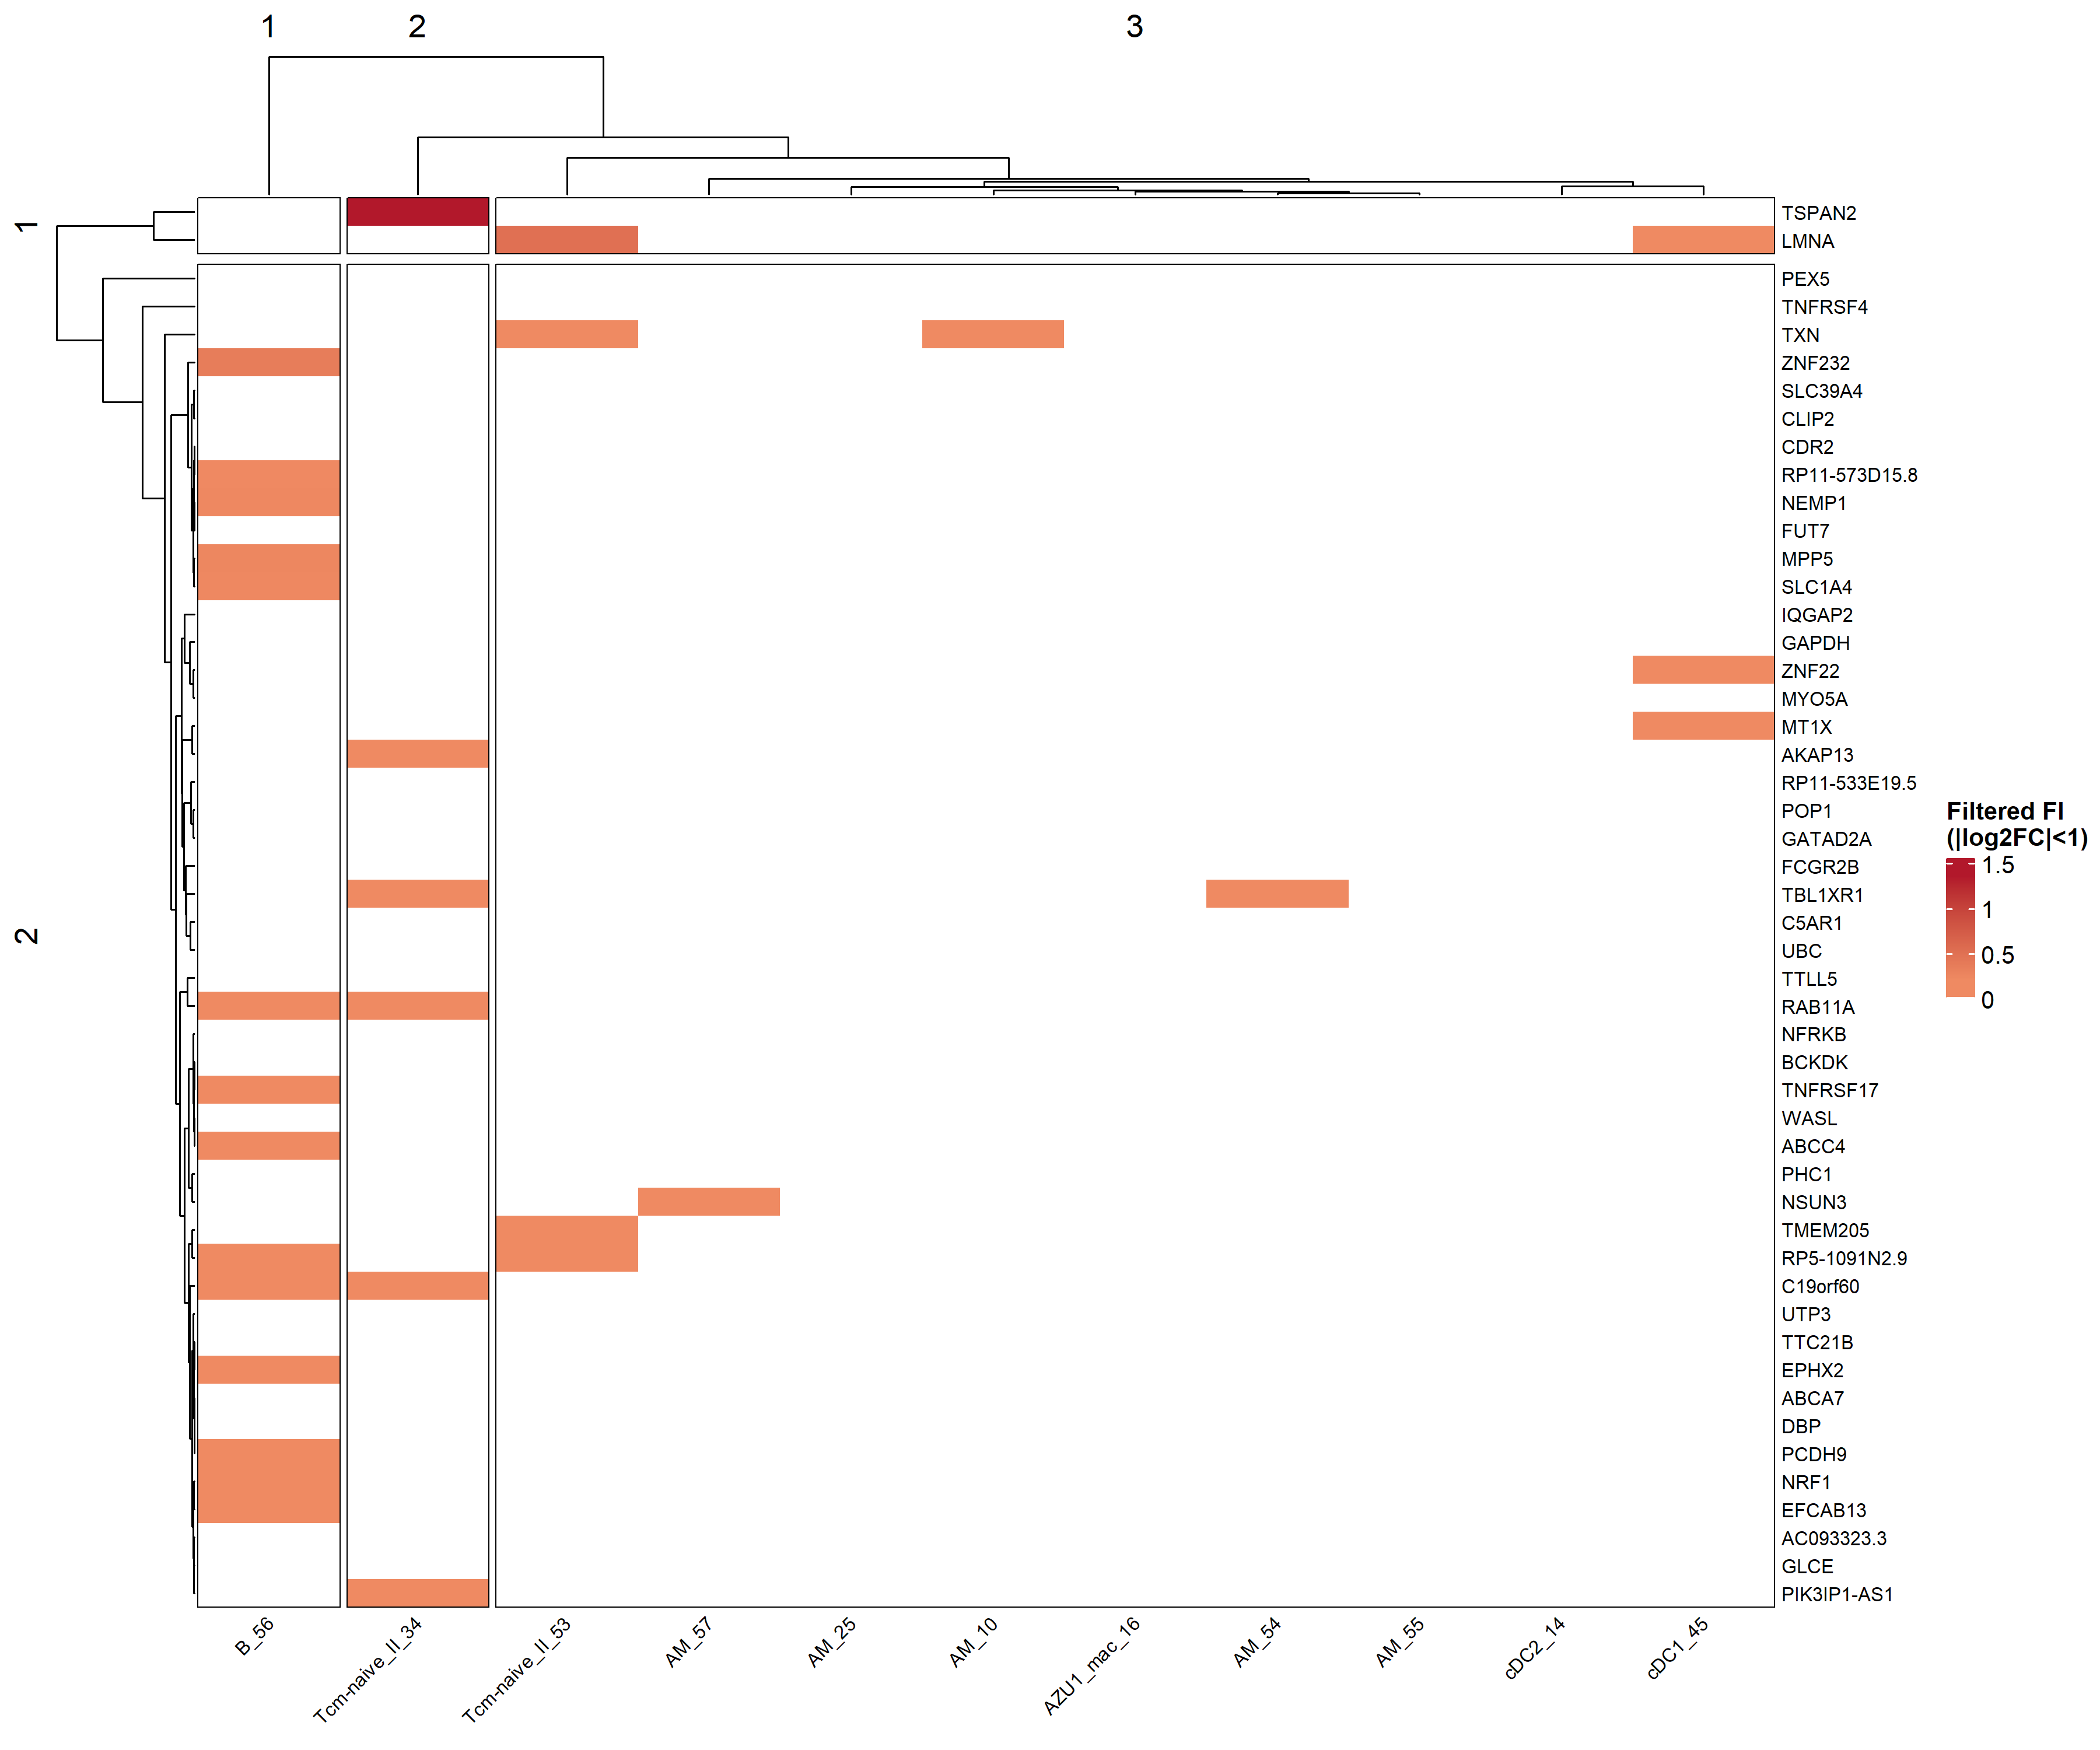 1
2
3
1
TSPAN2
LMNA
PEX5
TNFRSF4
TXN
ZNF232
SLC39A4
CLIP2
CDR2
RP11-573D15.8
NEMP1
FUT7
MPP5
SLC1A4
IQGAP2
GAPDH
ZNF22
MYO5A
MT1X
AKAP13
RP11-533E19.5
POP1
GATAD2A
FCGR2B
TBL1XR1
C5AR1
UBC
TTLL5
RAB11A
NFRKB
BCKDK
TNFRSF17
WASL
ABCC4
PHC1
NSUN3
TMEM205
RP5-1091N2.9
C19orf60
UTP3
TTC21B
EPHX2
ABCA7
DBP
PCDH9
NRF1
EFCAB13
AC093323.3
GLCE
PIK3IP1-AS1
2
Filtered FI
(|log2FC|<1)
1.5
1
0.5
0
B_56
Tcm-naive_II_34
Tcm-naive_II_53
AM_57
AM_25
AM_10
AZU1_mac_16
AM_54
AM_55
cDC2_14
cDC1_45